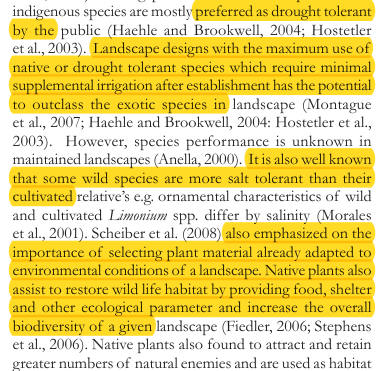 indigenous species are mostly preferred as drought tolerant
by the public (Haehle and Brookwell, 2004; Hostetler
et al., 2003). Landscape designs with the maximum use of
native or drought tolerant species which require minimal
supplemental irrigation after establishment has the potential
to outclass the exotic species in landscape (Montague
et al., 2007; Haehle and Brookwell, 2004: Hostetler et al.,
2003). However, species performance is unknown in
maintained landscapes (Anella, 2000). It is also well known
that some wild species are more salt tolerant than their
cultivated relative's e.g. ornamental characteristics of wild
and cultivated Limonium spp. differ by salinity (Morales
et al., 2001). Scheiber et al. (2008) also emphasized on the
importance of selecting plant material already adapted to
environmental conditions of a landscape. Native plants also
assist to restore wild life habitat by providing food, shelter
and other ecological parameter and increase the overall
biodiversity of a given landscape (Fiedler, 2006; Stephens
et al., 2006). Native plants also found to attract and retain
greater numbers of natural enemies and are used as habitat